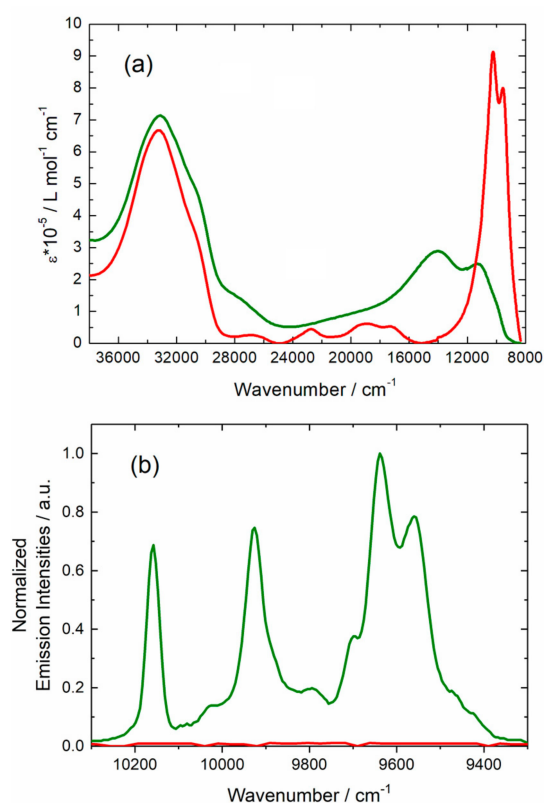 (a)
10
9
8
7
6
5
4
3
2
1
0
ε*10⁻⁵ / L mol⁻¹ cm⁻¹
36000 32000 28000 24000 20000 16000 12000 8000
Wavenumber / cm⁻¹
(b)
1.0
0.8
0.6
0.4
0.2
0.0
Normalized
Emission Intensities / a.u.
10200 10000 9800 9600 9400
Wavenumber / cm⁻¹